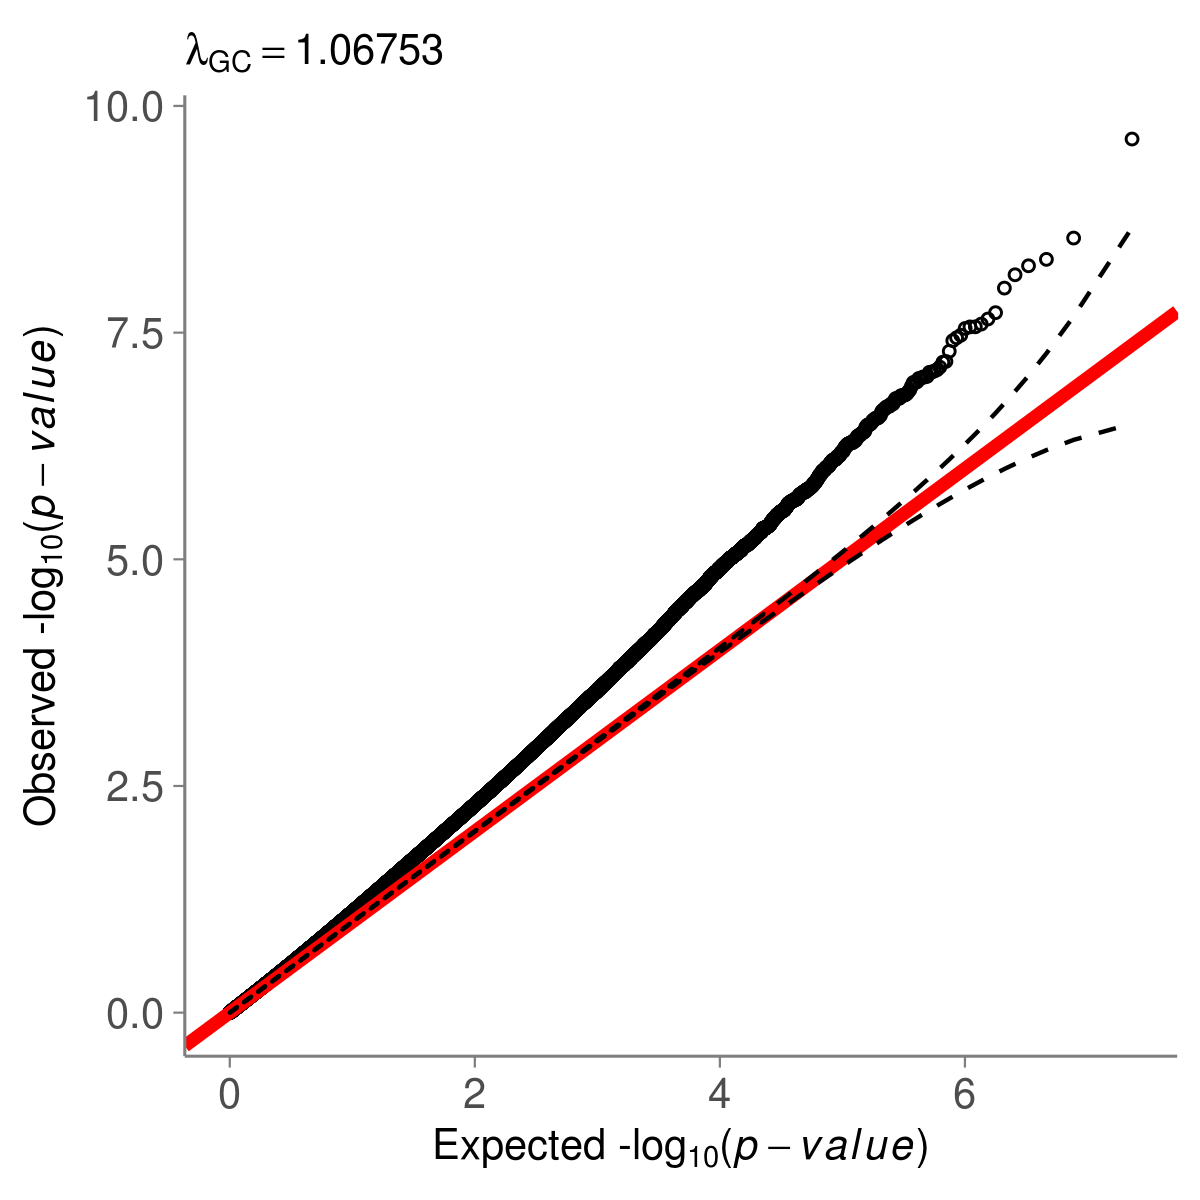 λGC = 1.06753
10.0
7.5
5.0
2.5
0.0
Observed -log10(p − value)
0 2 4 6
Expected -log10(p − value)